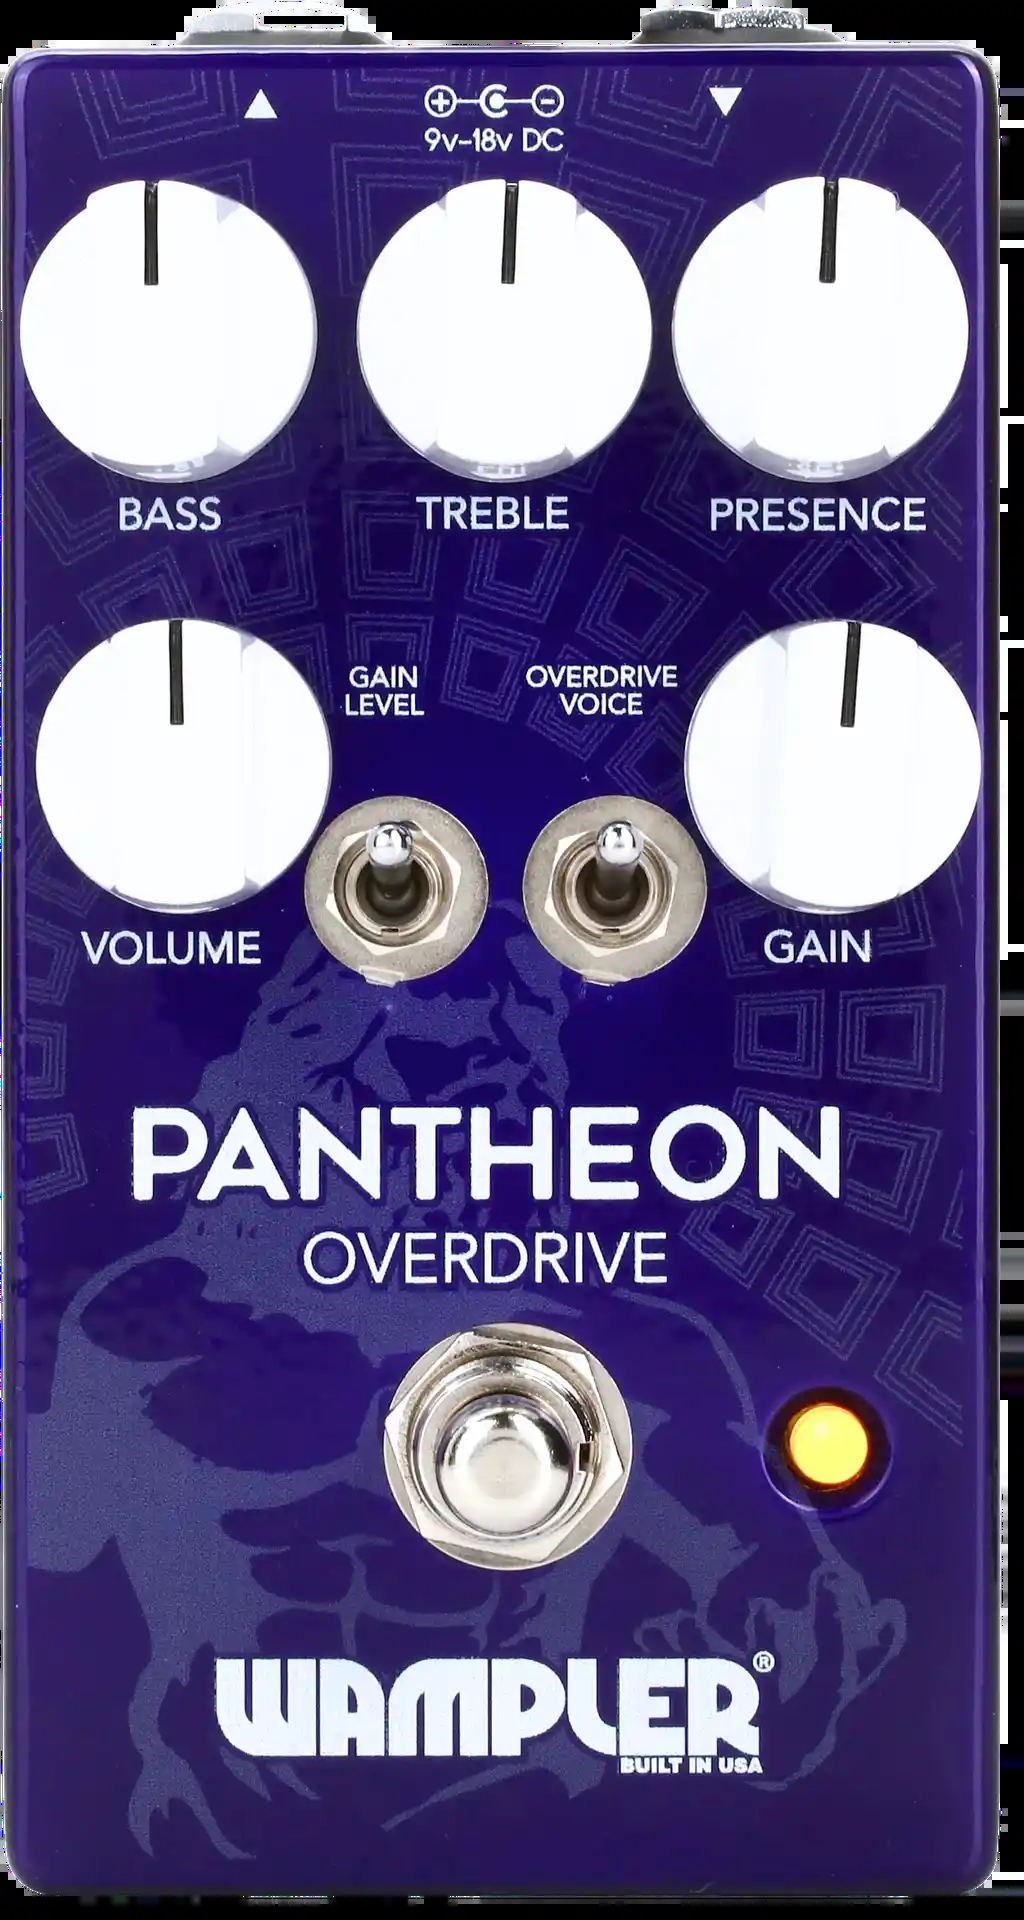 9v-18v DC
BASS TREBLE PRESENCE
GAIN LEVEL
OVERDRIVE VOICE
VOLUME GAIN
PANTHEON
OVERDRIVE
WAMPLER®
BUILT IN USA